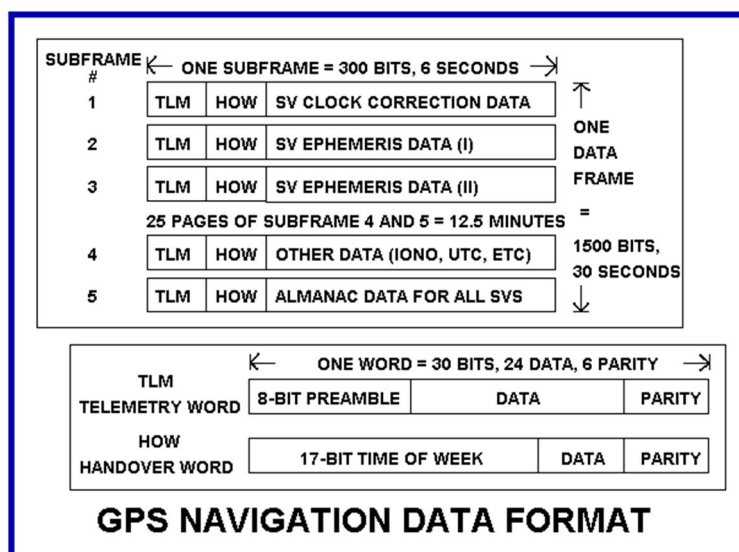 SUBFRAME
#
ONE SUBFRAME = 300 BITS, 6 SECONDS
1 TLM HOW SV CLOCK CORRECTION DATA
2 TLM HOW SV EPHEMERIS DATA (I)
3 TLM HOW SV EPHEMERIS DATA (II)
25 PAGES OF SUBFRAME 4 AND 5 = 12.5 MINUTES
4 TLM HOW OTHER DATA (IONO, UTC, ETC)
5 TLM HOW ALMANAC DATA FOR ALL SVS
ONE
DATA
FRAME
=
1500 BITS,
30 SECONDS
ONE WORD = 30 BITS, 24 DATA, 6 PARITY
TLM
TELEMETRY WORD
8-BIT PREAMBLE DATA PARITY
HOW
HANDOVER WORD
17-BIT TIME OF WEEK DATA PARITY
GPS NAVIGATION DATA FORMAT